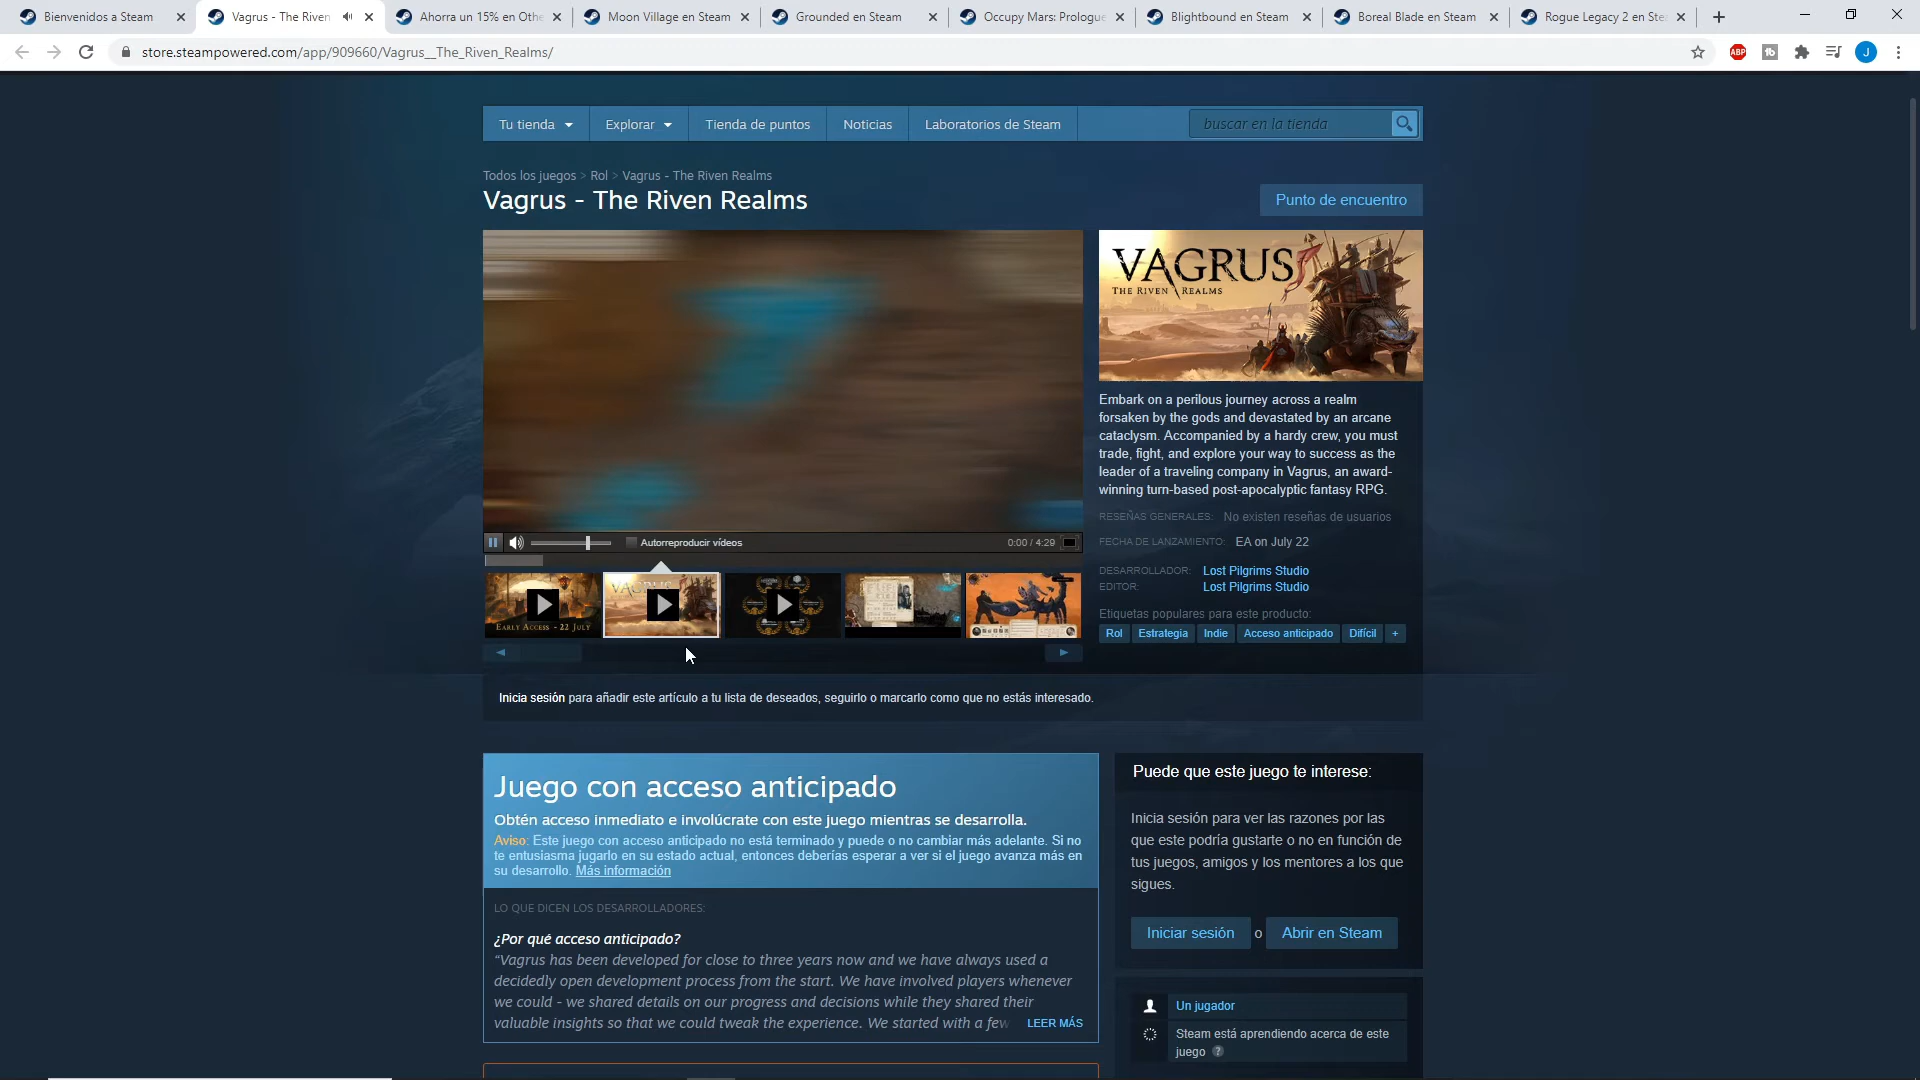 Bienvenidos a Steam
Vagrus - The Riven
Ahorra un 15% en Othe
Moon Village en Steam
Grounded en Steam
Occupy Mars: Prologue
Blightbound en Steam
Boreal Blade en Steam
Rogue Legacy 2 en Ste
store.steampowered.com/app/909660/Vagrus__The_Riven_Realms/
ABP
tb
J
Tu tienda
Explorar
Tienda de puntos
Noticias
Laboratorios de Steam
buscar en la tienda
Todos los juegos > Rol > Vagrus - The Riven Realms
Vagrus - The Riven Realms
Punto de encuentro
VAGRUS
THE RIVEN REALMS
Embark on a perilous journey across a realm
forsaken by the gods and devastated by an arcane
cataclysm. Accompanied by a hardy crew, you must
trade, fight, and explore your way to success as the
leader of a traveling company in Vagrus, an award-
winning turn-based post-apocalyptic fantasy RPG.
RESEÑAS GENERALES: No existen reseñas de usuarios
FECHA DE LANZAMIENTO: EA on July 22
DESARROLLADOR: Lost Pilgrims Studio
EDITOR: Lost Pilgrims Studio
Etiquetas populares para este producto:
Rol Estrategia Indie Acceso anticipado Difícil +
Autorreproducir vídeos
0:00 / 4:29
EARLY ACCESS - 22 JULY
VAGRUS
Inicia sesión para añadir este artículo a tu lista de deseados, seguirlo o marcarlo como que no estás interesado.
Juego con acceso anticipado
Obtén acceso inmediato e involúcrate con este juego mientras se desarrolla.
Aviso: Este juego con acceso anticipado no está terminado y puede o no cambiar más adelante. Si no
te entusiasma jugarlo en su estado actual, entonces deberías esperar a ver si el juego avanza más en
su desarrollo. Más información
LO QUE DICEN LOS DESARROLLADORES:
¿Por qué acceso anticipado?
“Vagrus has been developed for close to three years now and we have always used a
decidedly open development process from the start. We have involved players whenever
we could - we shared details on our progress and decisions while they shared their
valuable insights so that we could tweak the experience. We started with a few
LEER MÁS
Puede que este juego te interese:
Inicia sesión para ver las razones por las
que este podría gustarte o no en función de
tus juegos, amigos y los mentores a los que
sigues.
Iniciar sesión o Abrir en Steam
Un jugador
Steam está aprendiendo acerca de este
juego ?